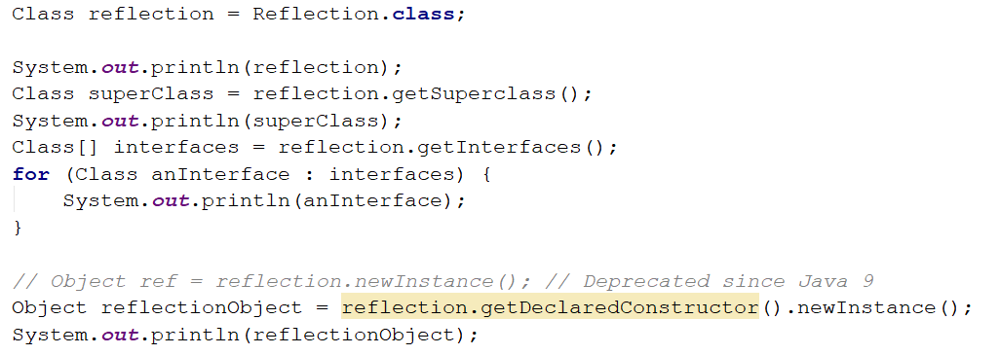 Class reflection = Reflection.class;
System.out.println(reflection);
Class superClass = reflection.getSuperclass();
System.out.println(superClass);
Class[] interfaces = reflection.getInterfaces();
for (Class anInterface : interfaces) {
    System.out.println(anInterface);
}
// Object ref = reflection.newInstance(); // Deprecated since Java 9
Object reflectionObject = reflection.getDeclaredConstructor().newInstance();
System.out.println(reflectionObject);